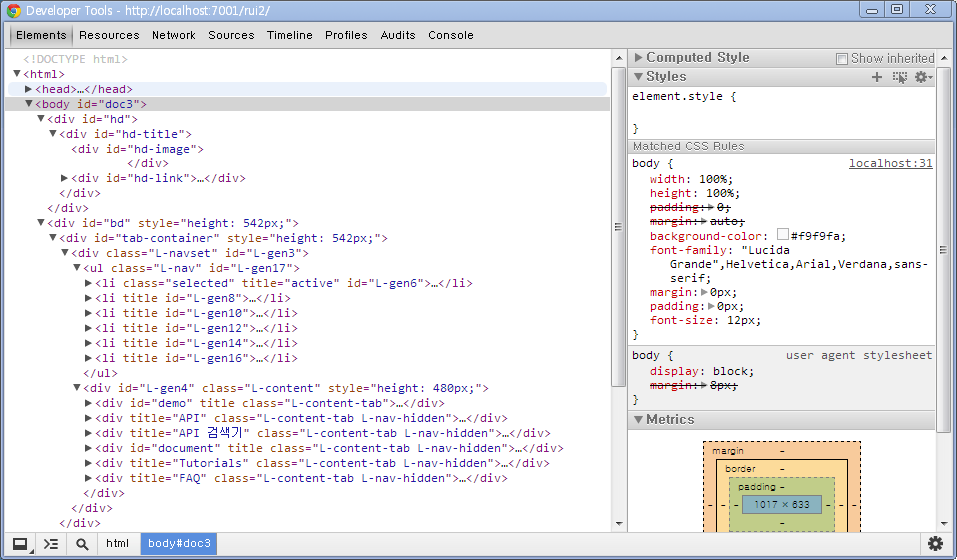 Developer Tools - http://localhost:7001/rui2/
Elements Resources Network Sources Timeline Profiles Audits Console
<!DOCTYPE html>
<html>
<head>…</head>
<body id="doc3">
<div id="hd">
<div id="hd-title">
<div id="hd-image">
</div>
<div id="hd-link">…</div>
</div>
</div>
<div id="bd" style="height: 542px;">
<div id="tab-container" style="height: 542px;">
<div class="L-navset" id="L-gen3">
<ul class="L-nav" id="L-gen17">
<li class="selected" title="active" id="L-gen6">…</li>
<li title id="L-gen8">…</li>
<li title id="L-gen10">…</li>
<li title id="L-gen12">…</li>
<li title id="L-gen14">…</li>
<li title id="L-gen16">…</li>
</ul>
<div id="L-gen4" class="L-content" style="height: 480px;">
<div id="demo" title class="L-content-tab">…</div>
<div title="API" class="L-content-tab L-nav-hidden">…</div>
<div title="API 검색기" class="L-content-tab L-nav-hidden">…</div>
<div id="document" title class="L-content-tab L-nav-hidden">…</div>
<div title="Tutorials" class="L-content-tab L-nav-hidden">…</div>
<div title="FAQ" class="L-content-tab L-nav-hidden">…</div>
</div>
</div>
</div>
html body#doc3
Computed Style Show inherited
Styles
element.style {
}
Matched CSS Rules
body { localhost:31
width: 100%;
height: 100%;
padding: 0;
margin: auto;
background-color: #f9f9fa;
font-family: "Lucida
Grande",Helvetica,Arial,Verdana,sans-
serif;
margin: 0px;
padding: 0px;
font-size: 12px;
}
body { user agent stylesheet
display: block;
margin: 8px;
}
Metrics
margin -
border -
padding -
- - - 1017 × 633 - - -
-